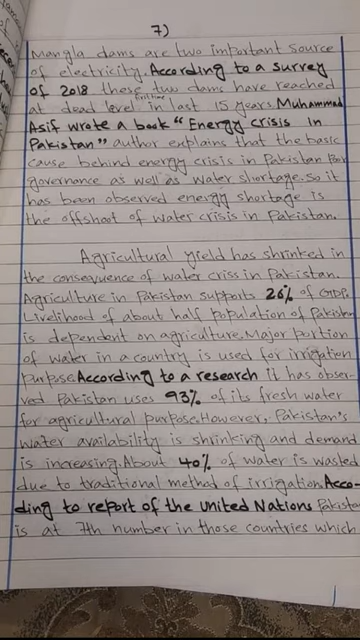 7)
Mangla dams are two important source
of electricity. According to a survey
of 2018 these two dams have reached
at dead level first time in last 15 years. Muhammad
Asif wrote a book "Energy crisis in
Pakistan" author explains that the basic
cause behind energy crisis in Pakistan
governance as well as water shortage. So it
has been observed energy shortage is
the offshoot of water crisis in Pakistan.
Agricultural yield has shrinked in
the consequence of water criss in Pakistan.
Agriculture in Pakistan supports 26% of GDP.
Livelihood of about half population of Pakistan
is dependent on agriculture. Major portion
of water in a country is used for irrigation
purpose. According to a research it has obser-
ved Pakistan uses 93% of its fresh water
for agricultural purpose. However, Pakistan's
water availability is shrinking and demand
is increasing. About 40% of water is wasted
due to traditional method of irrigation. Acco-
ding to report of the United Nations Pakistan
is at 7th number in those countries which